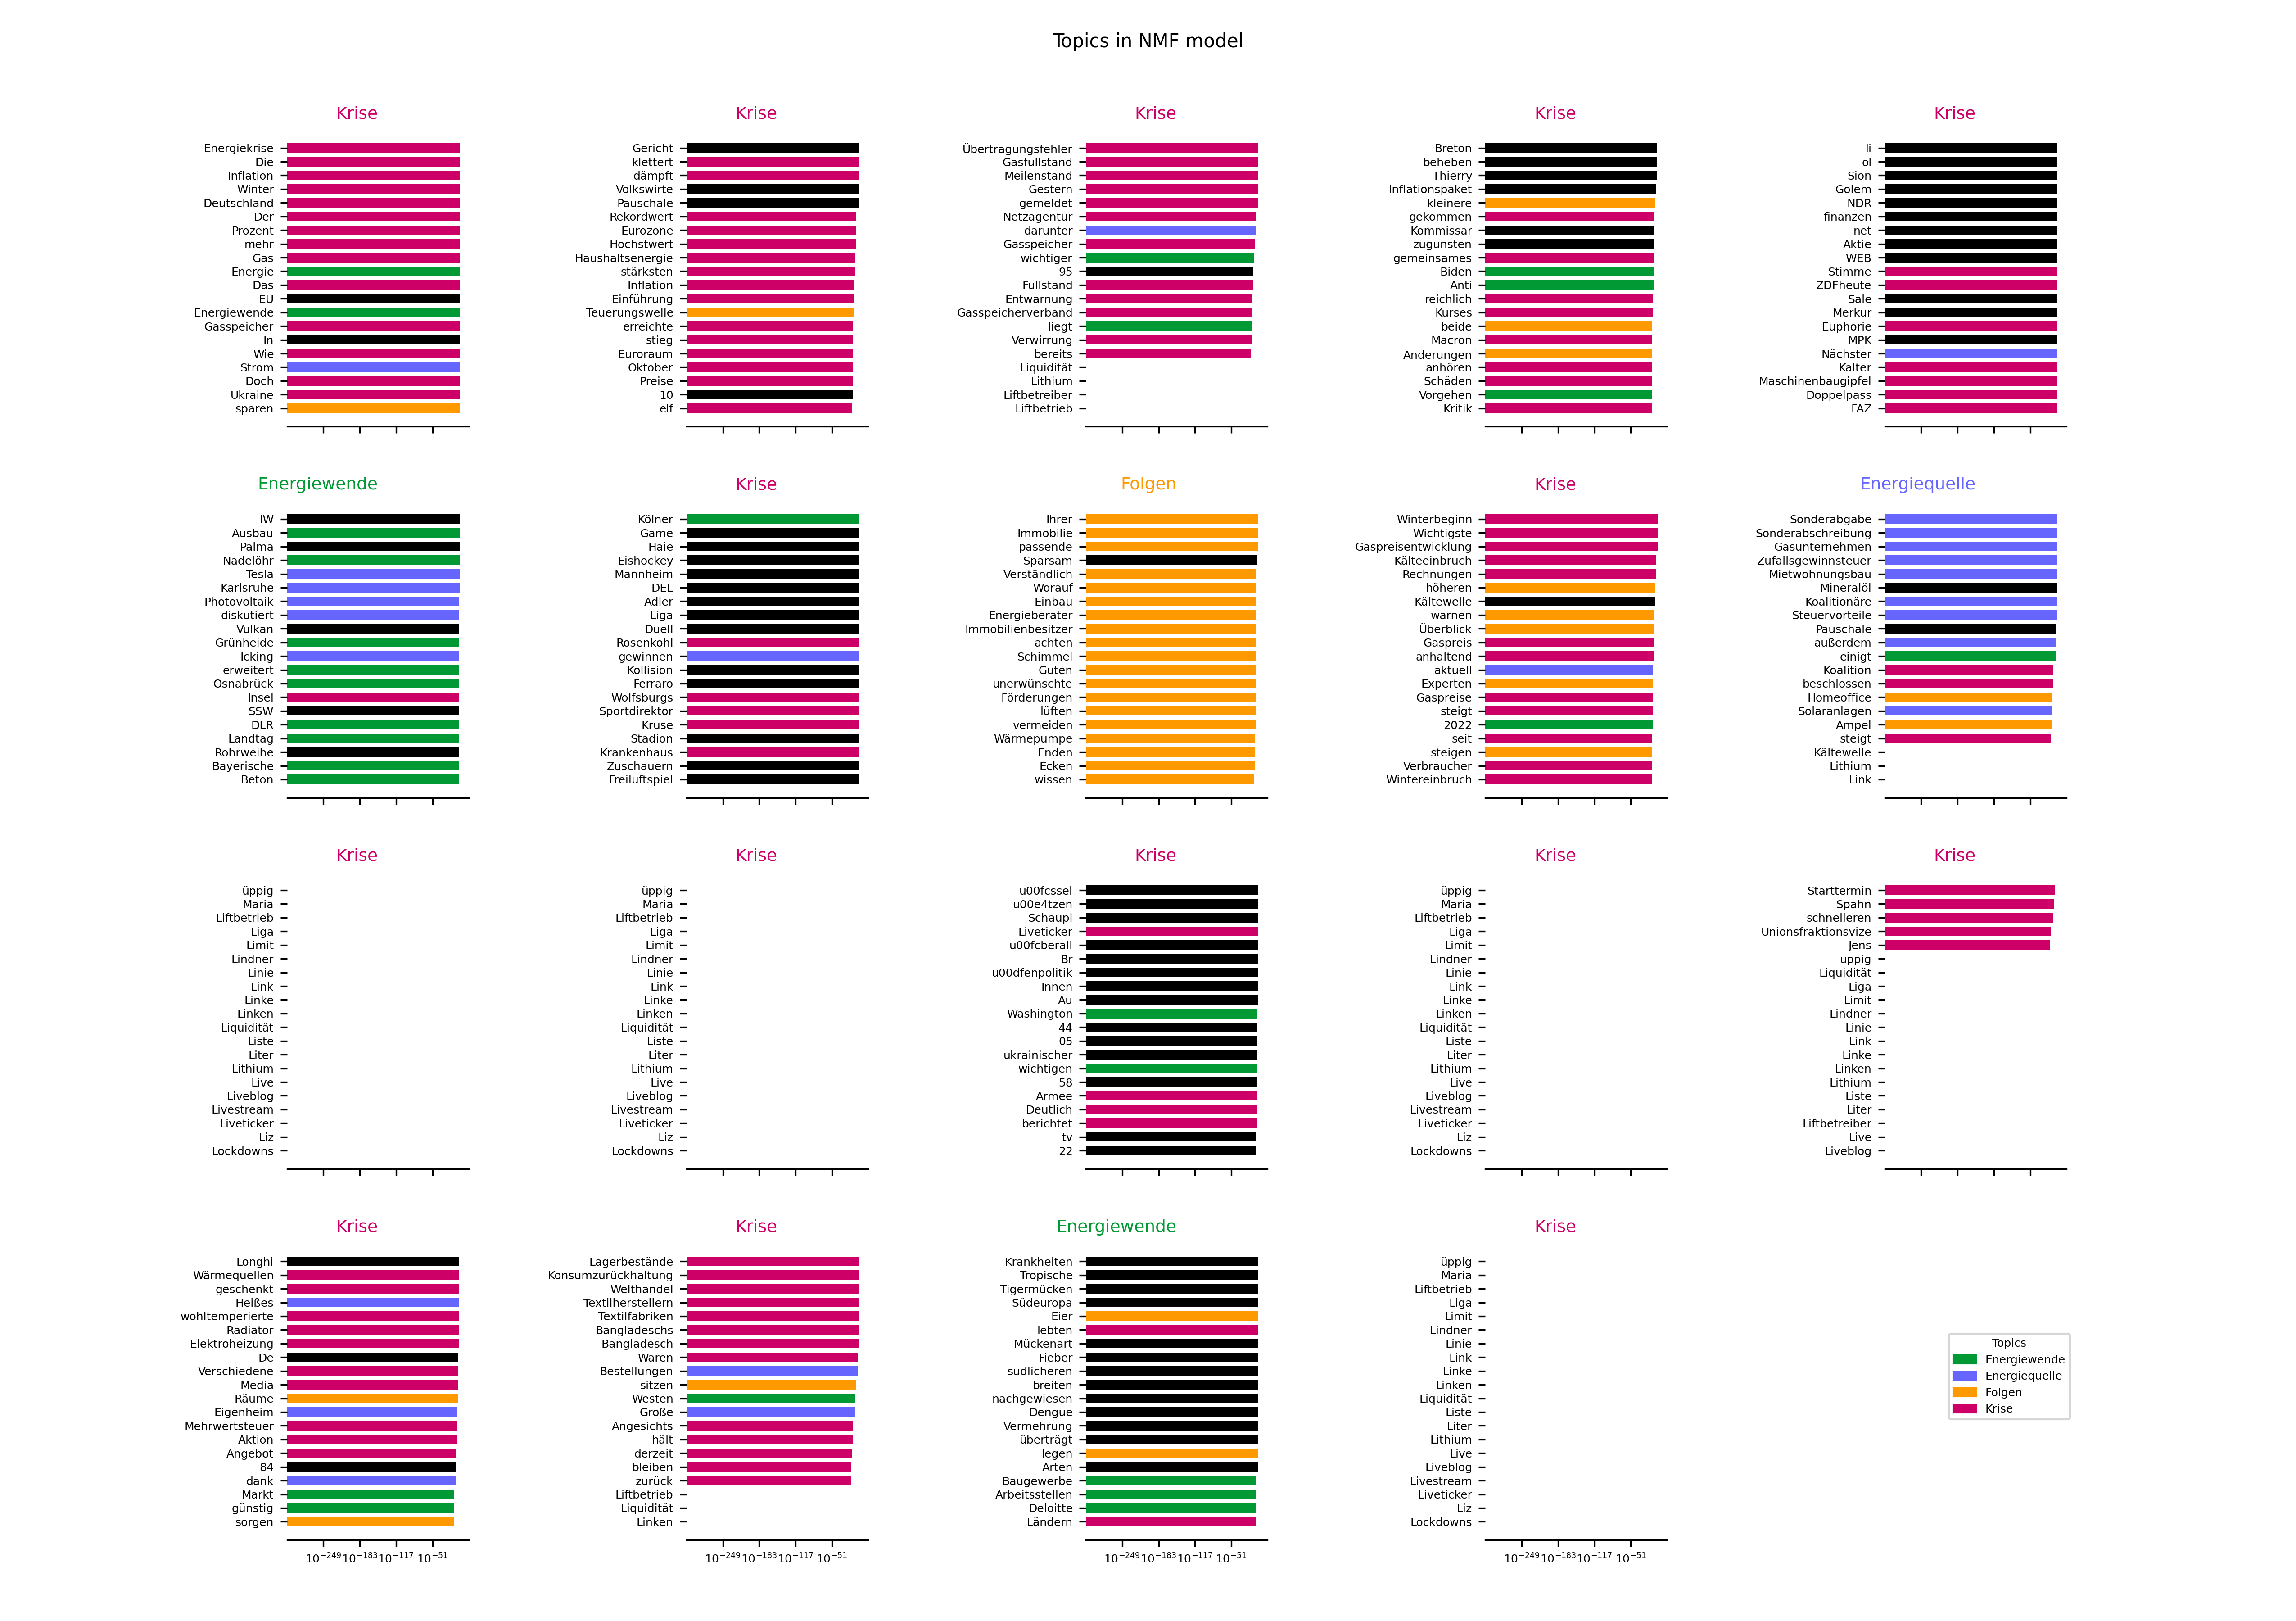 Topics in NMF model
Krise
Energiekrise
Die
Inflation
Winter
Deutschland
Der
Prozent
mehr
Gas
Energie
Das
EU
Energiewende
Gasspeicher
In
Wie
Strom
Doch
Ukraine
sparen
Krise
Gericht
klettert
dämpft
Volkswirte
Pauschale
Rekordwert
Eurozone
Höchstwert
Haushaltsenergie
stärksten
Inflation
Einführung
Teuerungswelle
erreichte
stieg
Euroraum
Oktober
Preise
10
elf
Krise
Übertragungsfehler
Gasfüllstand
Meilenstand
Gestern
gemeldet
Netzagentur
darunter
Gasspeicher
wichtiger
95
Füllstand
Entwarnung
Gasspeicherverband
liegt
Verwirrung
bereits
Liquidität
Lithium
Liftbetreiber
Liftbetrieb
Krise
Breton
beheben
Thierry
Inflationspaket
kleinere
gekommen
Kommissar
zugunsten
gemeinsames
Biden
Anti
reichlich
Kurses
beide
Macron
Änderungen
anhören
Schäden
Vorgehen
Kritik
Krise
li
ol
Sion
Golem
NDR
finanzen
net
Aktie
WEB
Stimme
ZDFheute
Sale
Merkur
Euphorie
MPK
Nächster
Kalter
Maschinenbaugipfel
Doppelpass
FAZ
Energiewende
IW
Ausbau
Palma
Nadelöhr
Tesla
Karlsruhe
Photovoltaik
diskutiert
Vulkan
Grünheide
Icking
erweitert
Osnabrück
Insel
SSW
DLR
Landtag
Rohrweihe
Bayerische
Beton
Krise
Kölner
Game
Haie
Eishockey
Mannheim
DEL
Adler
Liga
Duell
Rosenkohl
gewinnen
Kollision
Ferraro
Wolfsburgs
Sportdirektor
Kruse
Stadion
Krankenhaus
Zuschauern
Freiluftspiel
Folgen
Ihrer
Immobilie
passende
Sparsam
Verständlich
Worauf
Einbau
Energieberater
Immobilienbesitzer
achten
Schimmel
Guten
unerwünschte
Förderungen
lüften
vermeiden
Wärmepumpe
Enden
Ecken
wissen
Krise
Winterbeginn
Wichtigste
Gaspreisentwicklung
Kälteeinbruch
Rechnungen
höheren
Kältewelle
warnen
Überblick
Gaspreis
anhaltend
aktuell
Experten
Gaspreise
steigt
2022
seit
steigen
Verbraucher
Wintereinbruch
Energiequelle
Sonderabgabe
Sonderabschreibung
Gasunternehmen
Zufallsgewinnsteuer
Mietwohnungsbau
Mineralöl
Koalitionäre
Steuervorteile
Pauschale
außerdem
einigt
Koalition
beschlossen
Homeoffice
Solaranlagen
Ampel
steigt
Kältewelle
Lithium
Link
Krise
üppig
Maria
Liftbetrieb
Liga
Limit
Lindner
Linie
Link
Linke
Linken
Liquidität
Liste
Liter
Lithium
Live
Liveblog
Livestream
Liveticker
Liz
Lockdowns
Krise
üppig
Maria
Liftbetrieb
Liga
Limit
Lindner
Linie
Link
Linke
Linken
Liquidität
Liste
Liter
Lithium
Live
Liveblog
Livestream
Liveticker
Liz
Lockdowns
Krise
u00fcssel
u00e4tzen
Schaupl
Liveticker
u00fcberall
Br
u00dfenpolitik
Innen
Au
Washington
44
05
ukrainischer
wichtigen
58
Armee
Deutlich
berichtet
tv
22
Krise
üppig
Maria
Liftbetrieb
Liga
Limit
Lindner
Linie
Link
Linke
Linken
Liquidität
Liste
Liter
Lithium
Live
Liveblog
Livestream
Liveticker
Liz
Lockdowns
Krise
Starttermin
Spahn
schnelleren
Unionsfraktionsvize
Jens
üppig
Liquidität
Liga
Limit
Lindner
Linie
Link
Linke
Linken
Lithium
Liste
Liter
Liftbetreiber
Live
Liveblog
Krise
Longhi
Wärmequellen
geschenkt
Heißes
wohltemperierte
Radiator
Elektroheizung
De
Verschiedene
Media
Räume
Eigenheim
Mehrwertsteuer
Aktion
Angebot
84
dank
Markt
günstig
sorgen
10⁻²⁴⁹ 10⁻¹⁸³ 10⁻¹¹⁷ 10⁻⁵¹
Krise
Lagerbestände
Konsumzurückhaltung
Welthandel
Textilherstellern
Textilfabriken
Bangladeschs
Bangladesch
Waren
Bestellungen
sitzen
Westen
Große
Angesichts
hält
derzeit
bleiben
zurück
Liftbetrieb
Liquidität
Linken
10⁻²⁴⁹ 10⁻¹⁸³ 10⁻¹¹⁷ 10⁻⁵¹
Energiewende
Krankheiten
Tropische
Tigermücken
Südeuropa
Eier
lebten
Mückenart
Fieber
südlicheren
breiten
nachgewiesen
Dengue
Vermehrung
überträgt
legen
Arten
Baugewerbe
Arbeitsstellen
Deloitte
Ländern
10⁻²⁴⁹ 10⁻¹⁸³ 10⁻¹¹⁷ 10⁻⁵¹
Krise
üppig
Maria
Liftbetrieb
Liga
Limit
Lindner
Linie
Link
Linke
Linken
Liquidität
Liste
Liter
Lithium
Live
Liveblog
Livestream
Liveticker
Liz
Lockdowns
10⁻²⁴⁹ 10⁻¹⁸³ 10⁻¹¹⁷ 10⁻⁵¹
Topics
Energiewende
Energiequelle
Folgen
Krise